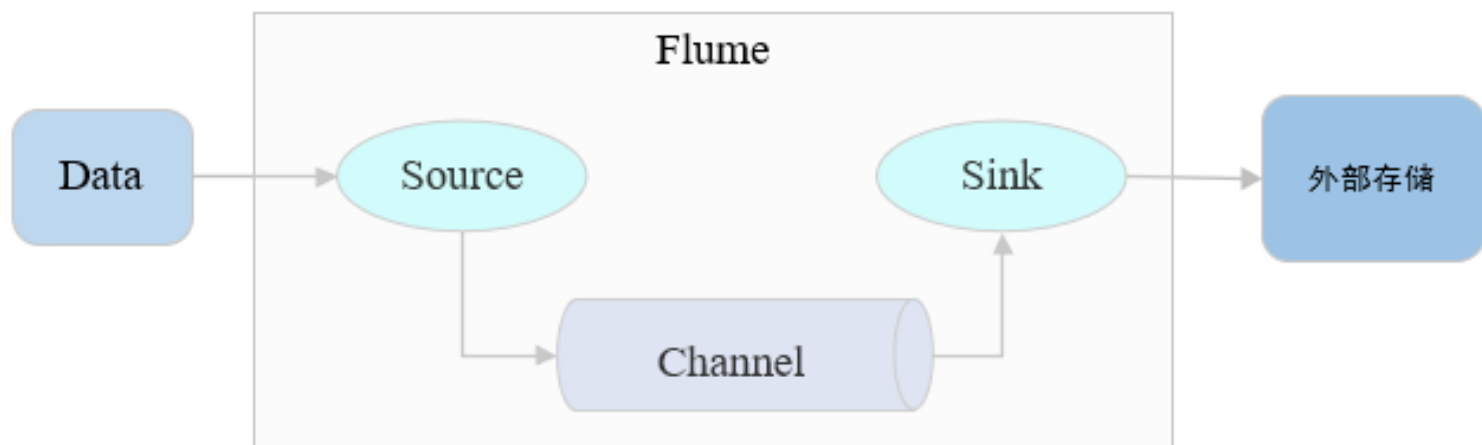 Flume
Data
Source
Sink
外部存储
Channel